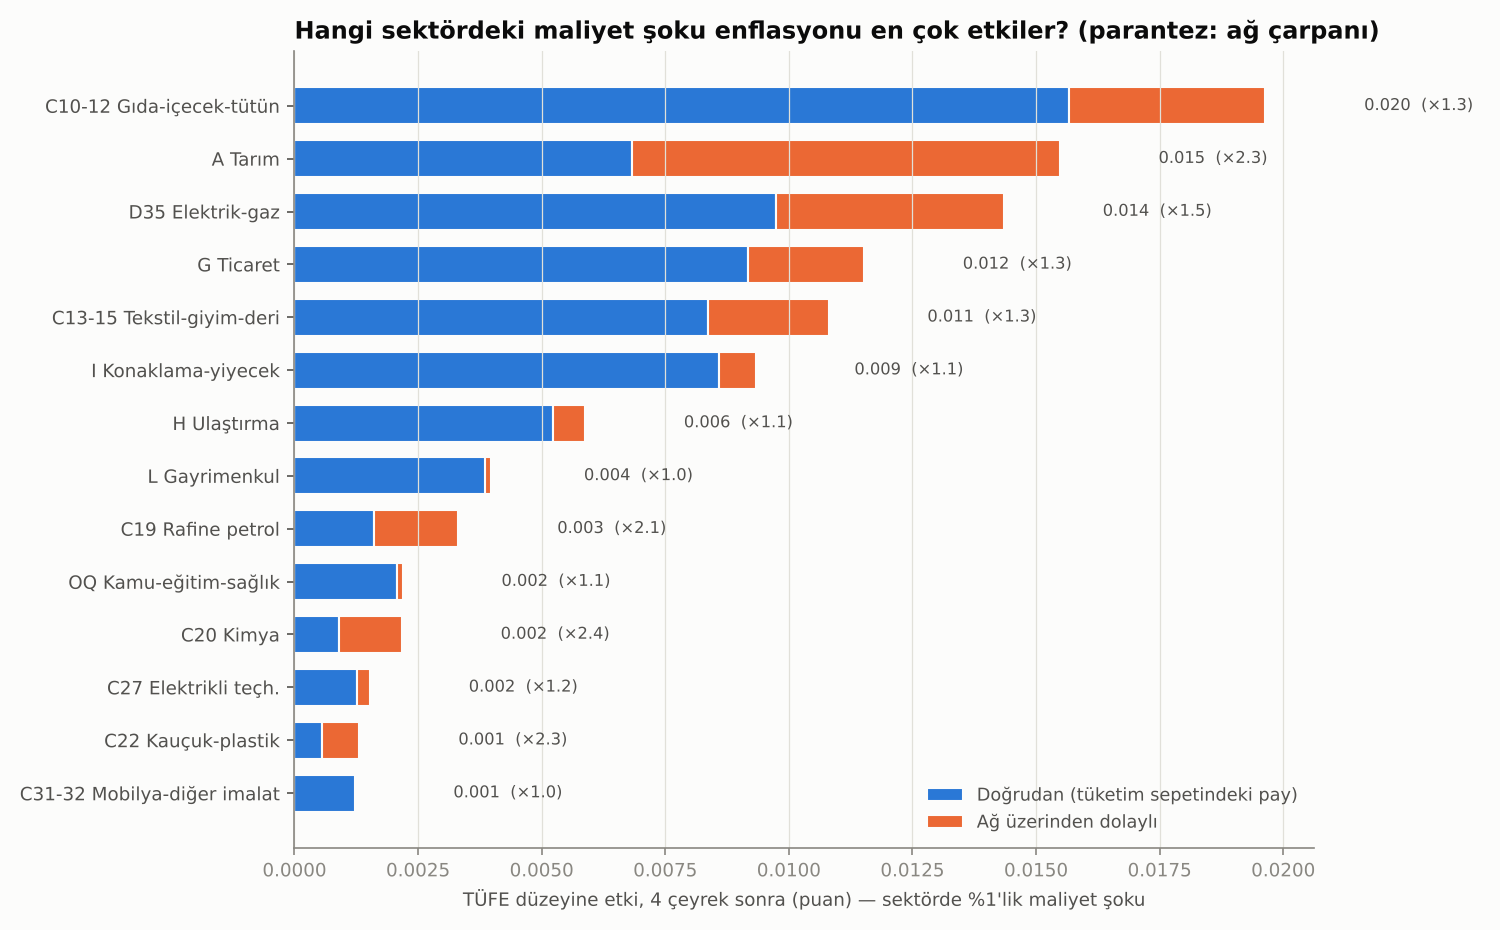 Hangi sektördeki maliyet şoku enflasyonu en çok etkiler? (parantez: ağ çarpanı)
C10-12 Gıda-içecek-tütün 0.020 (×1.3)
A Tarım 0.015 (×2.3)
D35 Elektrik-gaz 0.014 (×1.5)
G Ticaret 0.012 (×1.3)
C13-15 Tekstil-giyim-deri 0.011 (×1.3)
I Konaklama-yiyecek 0.009 (×1.1)
H Ulaştırma 0.006 (×1.1)
L Gayrimenkul 0.004 (×1.0)
C19 Rafine petrol 0.003 (×2.1)
OQ Kamu-eğitim-sağlık 0.002 (×1.1)
C20 Kimya 0.002 (×2.4)
C27 Elektrikli teçh. 0.002 (×1.2)
C22 Kauçuk-plastik 0.001 (×2.3)
C31-32 Mobilya-diğer imalat 0.001 (×1.0)
Doğrudan (tüketim sepetindeki pay)
Ağ üzerinden dolaylı
0.0000 0.0025 0.0050 0.0075 0.0100 0.0125 0.0150 0.0175 0.0200
TÜFE düzeyine etki, 4 çeyrek sonra (puan) — sektörde %1'lik maliyet şoku